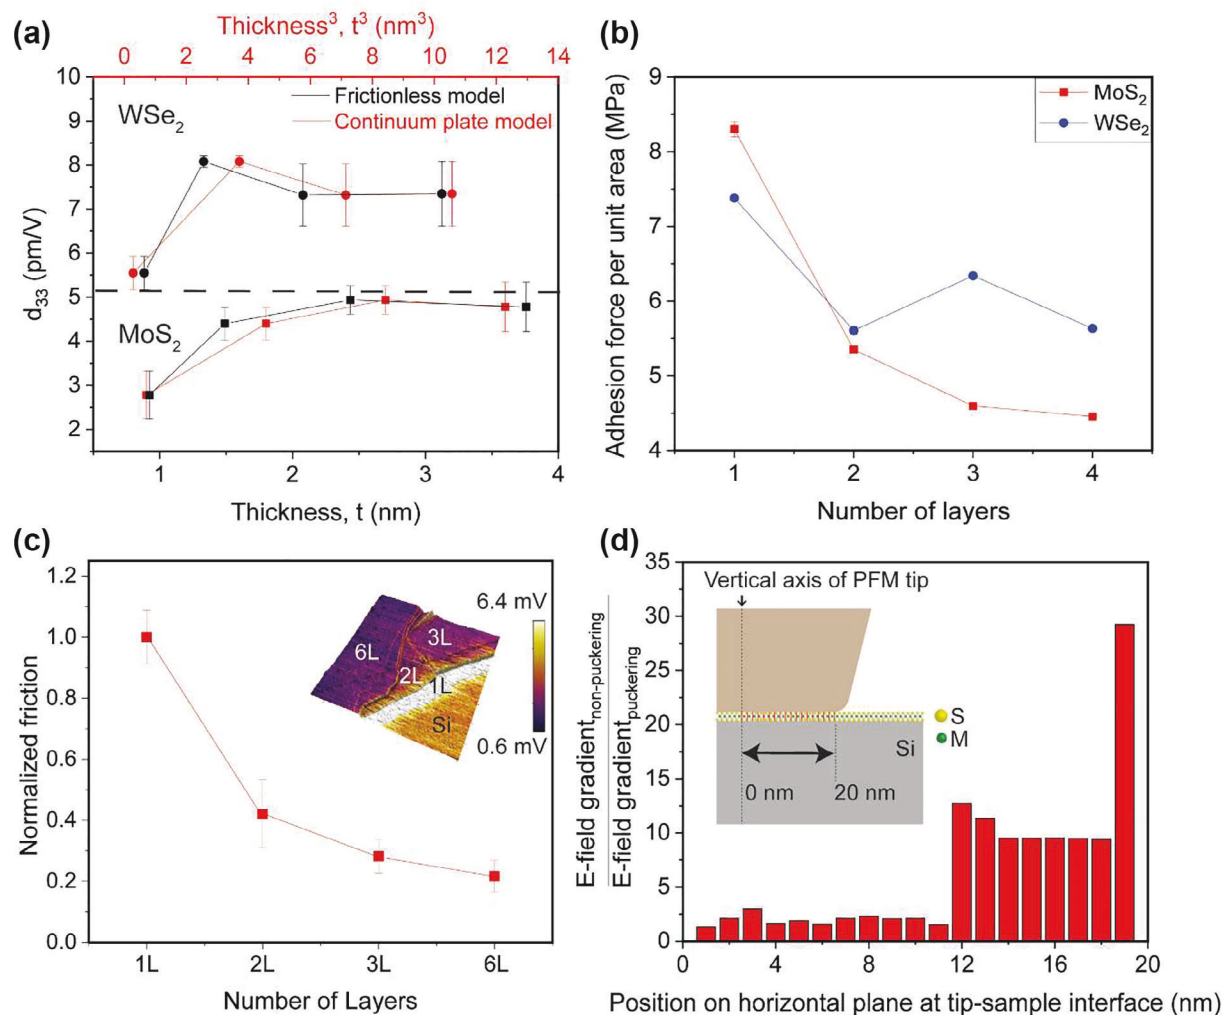 (a)
Thickness³, t³ (nm³)
0 2 4 6 8 10 12 14
10
9
8
7
6
5
4
3
2
d₃₃ (pm/V)
WSe₂
MoS₂
Frictionless model
Continuum plate model
1 2 3 4
Thickness, t (nm)
(b)
9
8
7
6
5
4
Adhesion force per unit area (MPa)
MoS₂
WSe₂
1 2 3 4
Number of layers
(c)
1.2
1.0
0.8
0.6
0.4
0.2
0.0
Normalized friction
6.4 mV
0.6 mV
6L
3L
2L
1L
Si
1L 2L 3L 6L
Number of Layers
(d)
35
30
25
20
15
10
5
0
E-field gradient non-puckering
E-field gradient puckering
Vertical axis of PFM tip
S
M
Si
0 nm
20 nm
0 4 8 12 16 20
Position on horizontal plane at tip-sample interface (nm)